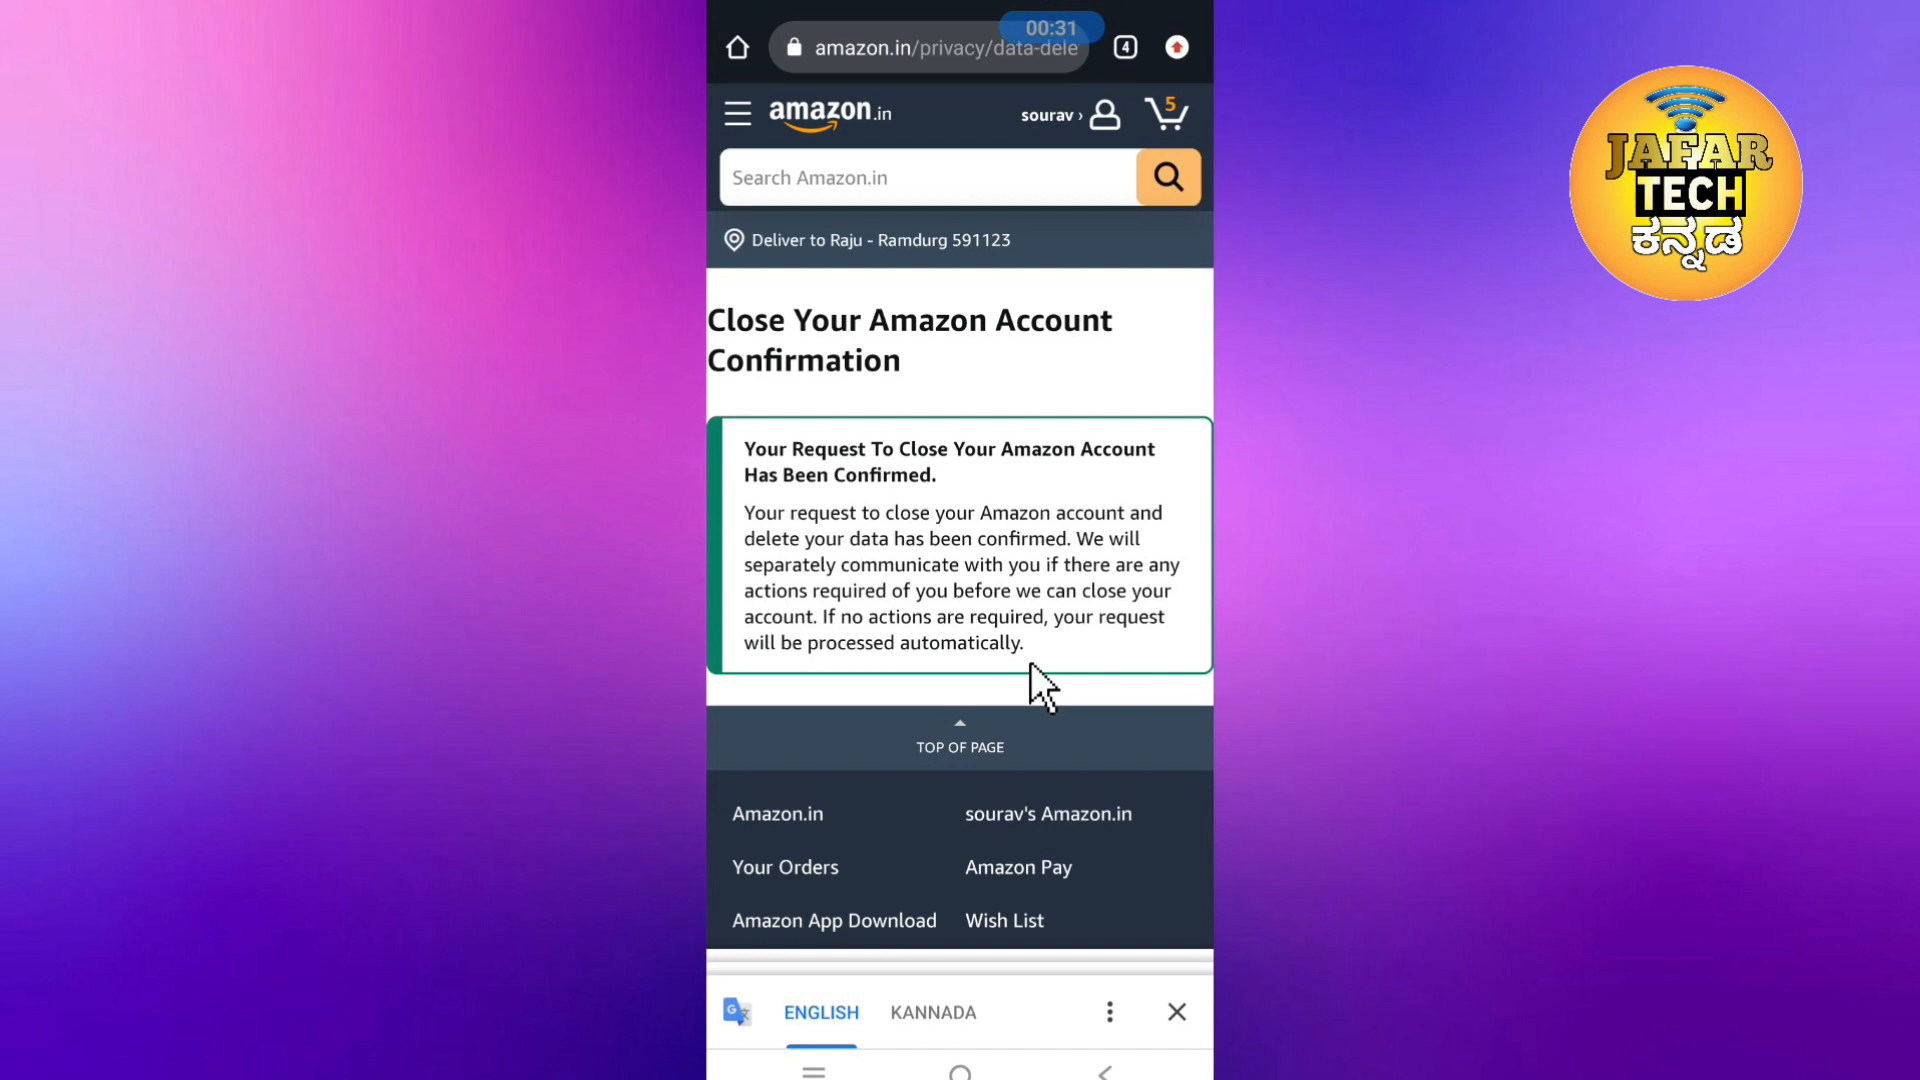 00:31
amazon.in/privacy/data-dele
4
amazon.in
sourav ›
5
Search Amazon.in
Deliver to Raju - Ramdurg 591123
Close Your Amazon Account
Confirmation
Your Request To Close Your Amazon Account
Has Been Confirmed.
Your request to close your Amazon account and
delete your data has been confirmed. We will
separately communicate with you if there are any
actions required of you before we can close your
account. If no actions are required, your request
will be processed automatically.
TOP OF PAGE
Amazon.in
sourav's Amazon.in
Your Orders
Amazon Pay
Amazon App Download
Wish List
ENGLISH
KANNADA
JAFAR
TECH
ಕನ್ನಡ